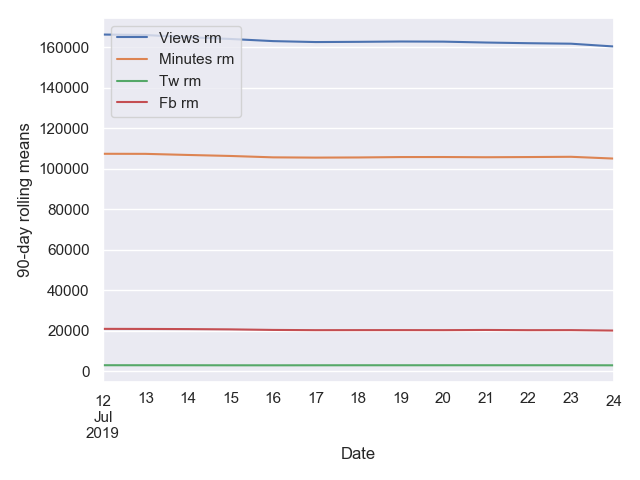 Views rm
Minutes rm
Tw rm
Fb rm
160000
140000
120000
100000
80000
60000
40000
20000
0
90-day rolling means
12 13 14 15 16 17 18 19 20 21 22 23 24
Jul
2019
Date